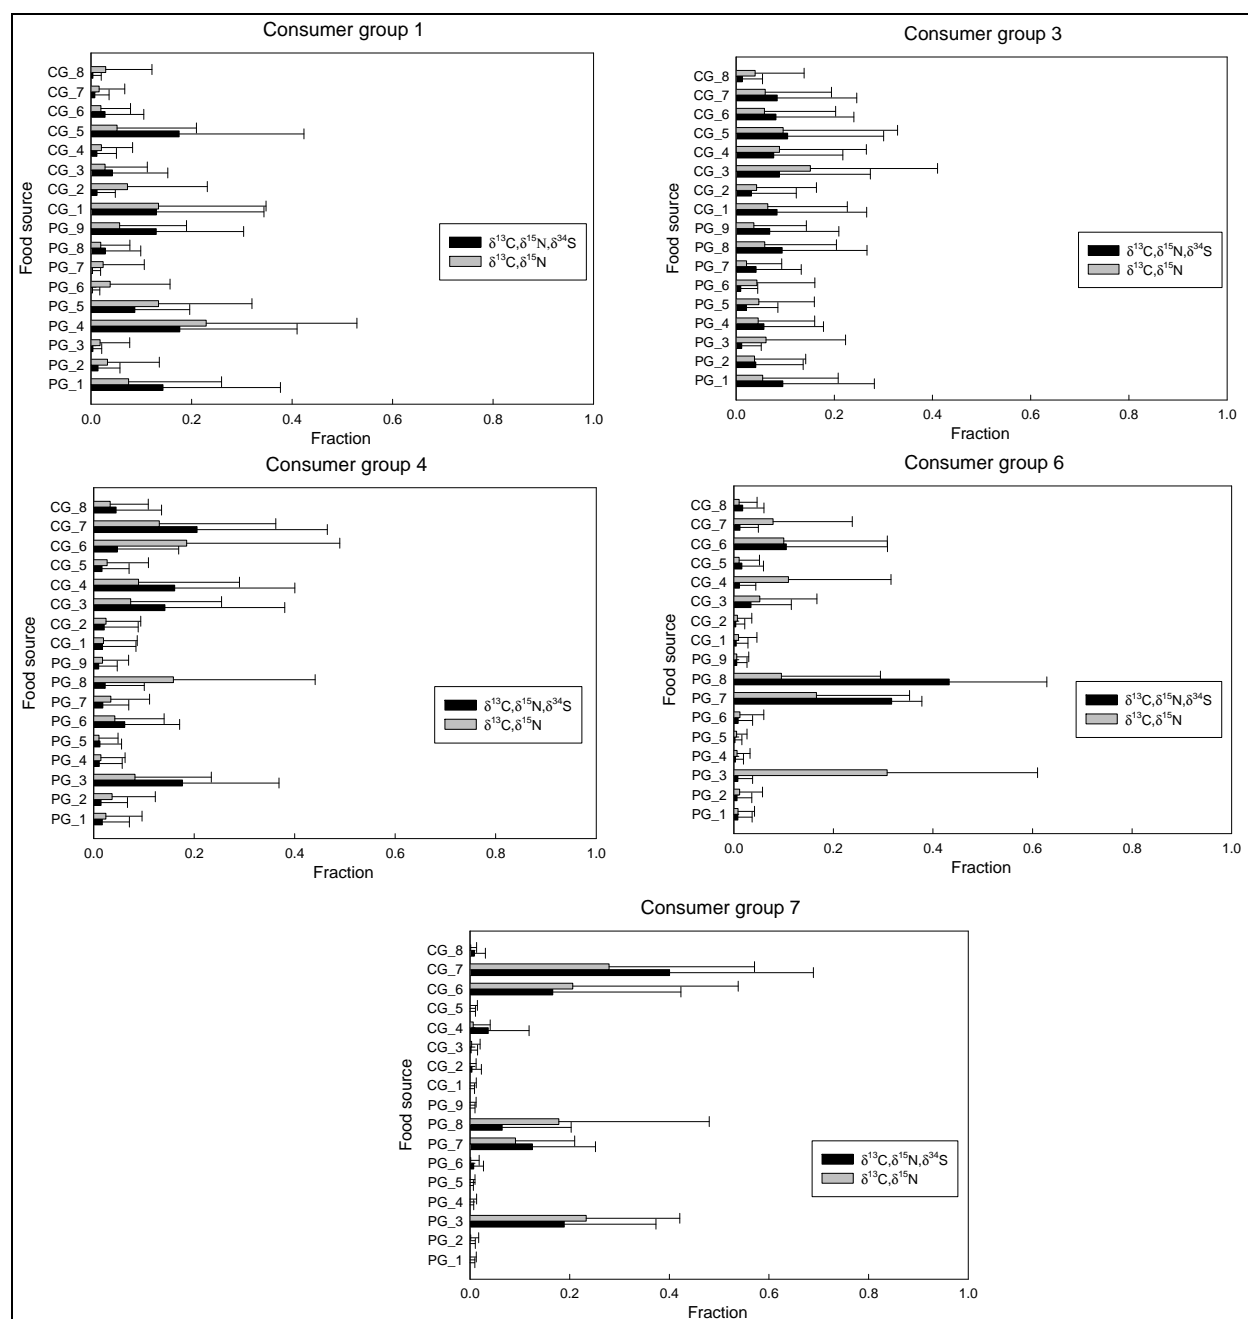 Consumer group 1
CG_8
CG_7
CG_6
CG_5
CG_4
CG_3
CG_2
CG_1
PG_9
PG_8
PG_7
PG_6
PG_5
PG_4
PG_3
PG_2
PG_1
Food source
δ¹³C,δ¹⁵N,δ³⁴S
δ¹³C,δ¹⁵N
0.0 0.2 0.4 0.6 0.8 1.0
Fraction
Consumer group 3
CG_8
CG_7
CG_6
CG_5
CG_4
CG_3
CG_2
CG_1
PG_9
PG_8
PG_7
PG_6
PG_5
PG_4
PG_3
PG_2
PG_1
Food source
δ¹³C,δ¹⁵N,δ³⁴S
δ¹³C,δ¹⁵N
0.0 0.2 0.4 0.6 0.8 1.0
Fraction
Consumer group 4
CG_8
CG_7
CG_6
CG_5
CG_4
CG_3
CG_2
CG_1
PG_9
PG_8
PG_7
PG_6
PG_5
PG_4
PG_3
PG_2
PG_1
Food source
δ¹³C,δ¹⁵N,δ³⁴S
δ¹³C,δ¹⁵N
0.0 0.2 0.4 0.6 0.8 1.0
Fraction
Consumer group 6
CG_8
CG_7
CG_6
CG_5
CG_4
CG_3
CG_2
CG_1
PG_9
PG_8
PG_7
PG_6
PG_5
PG_4
PG_3
PG_2
PG_1
Food source
δ¹³C,δ¹⁵N,δ³⁴S
δ¹³C,δ¹⁵N
0.0 0.2 0.4 0.6 0.8 1.0
Fraction
Consumer group 7
CG_8
CG_7
CG_6
CG_5
CG_4
CG_3
CG_2
CG_1
PG_9
PG_8
PG_7
PG_6
PG_5
PG_4
PG_3
PG_2
PG_1
Food source
δ¹³C,δ¹⁵N,δ³⁴S
δ¹³C,δ¹⁵N
0.0 0.2 0.4 0.6 0.8 1.0
Fraction